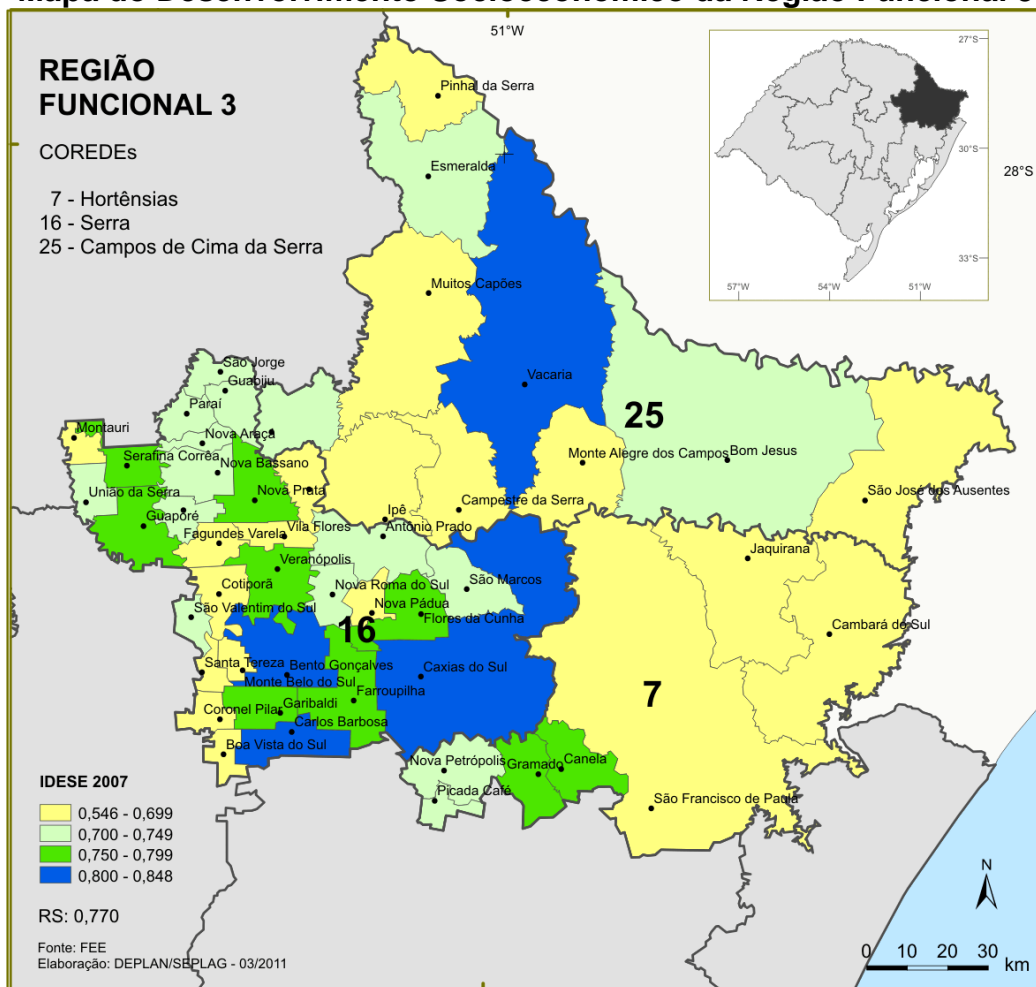 REGIÃO
FUNCIONAL 3
COREDEs
7 - Hortênsias
16 - Serra
25 - Campos de Cima da Serra
51°W
27°S
30°S
33°S
57°W
54°W
51°W
28°S
Pinhal da Serra
Esmeralda
Muitos Capões
Vacaria
25
Monte Alegre dos Campos
Bom Jesus
São José dos Ausentes
São Jorge
Guabiju
Paraí
Montauri
Nova Araçá
Serafina Corrêa
Nova Bassano
União da Serra
Nova Prata
Guaporé
Campestre da Serra
Ipê
Vila Flores
Antônio Prado
Fagundes Varela
Veranópolis
Jaquirana
Cotiporã
Nova Roma do Sul
São Marcos
São Valentim do Sul
Nova Pádua
Flores da Cunha
16
Cambará do Sul
Santa Tereza
Bento Gonçalves
Caxias do Sul
Monte Belo do Sul
7
Farroupilha
Coronel Pilar
Garibaldi
Carlos Barbosa
Boa Vista do Sul
Nova Petrópolis
Gramado
Canela
Picada Café
São Francisco de Paula
IDESE 2007
0,546 - 0,699
0,700 - 0,749
0,750 - 0,799
0,800 - 0,848
RS: 0,770
Fonte: FEE
Elaboração: DEPLAN/SEPLAG - 03/2011
N
0 10 20 30 km